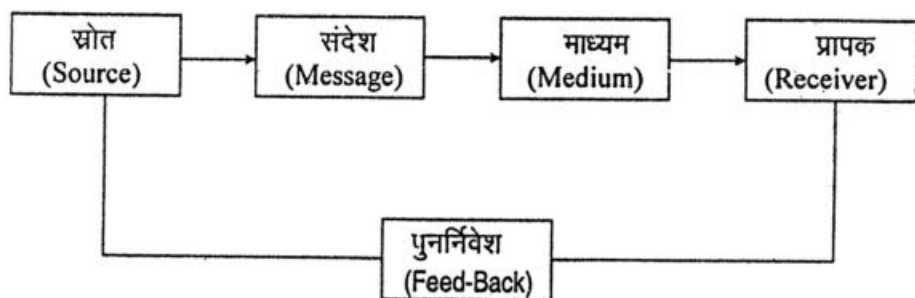 स्रोत
(Source)
संदेश
(Message)
माध्यम
(Medium)
प्रापक
(Receiver)
पुनर्निवेश
(Feed-Back)